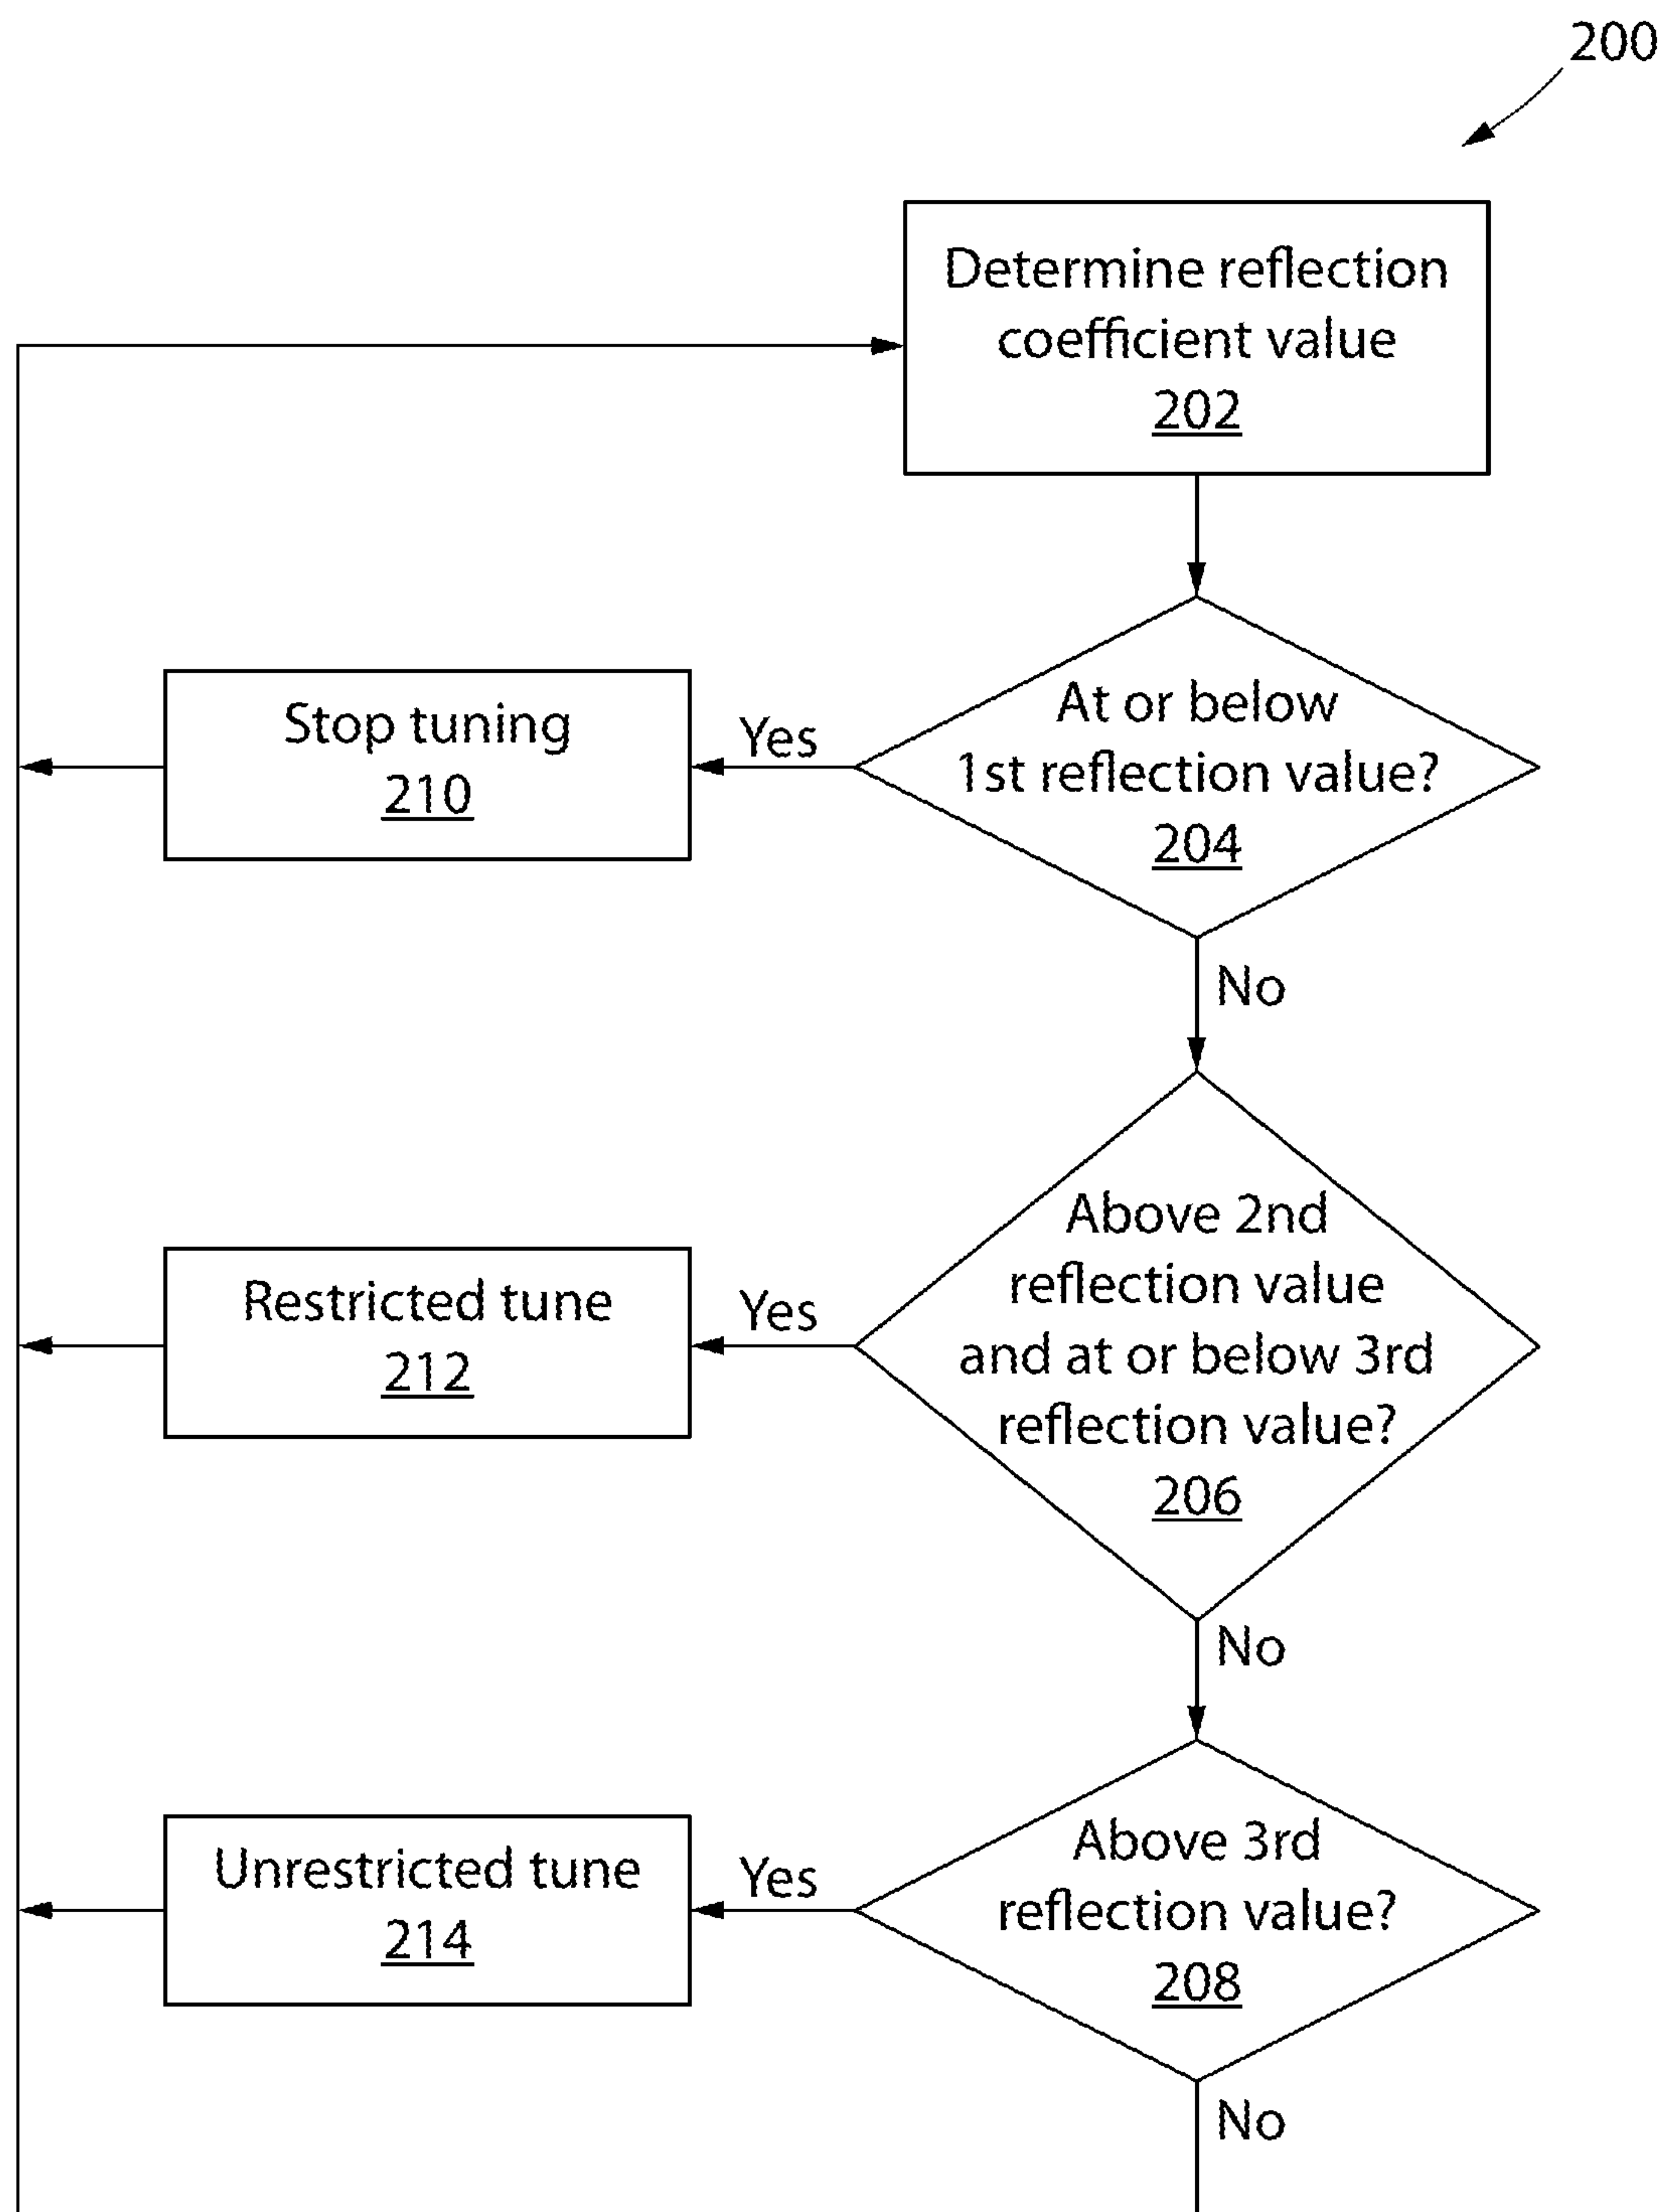 200
Determine reflection
coefficient value
202
At or below
1st reflection value?
204
Yes
Stop tuning
210
No
Above 2nd
reflection value
and at or below 3rd
reflection value?
206
Yes
Restricted tune
212
No
Above 3rd
reflection value?
208
Yes
Unrestricted tune
214
No